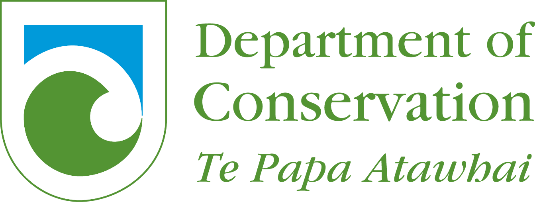 Department of
Conservation
Te Papa Atawhai